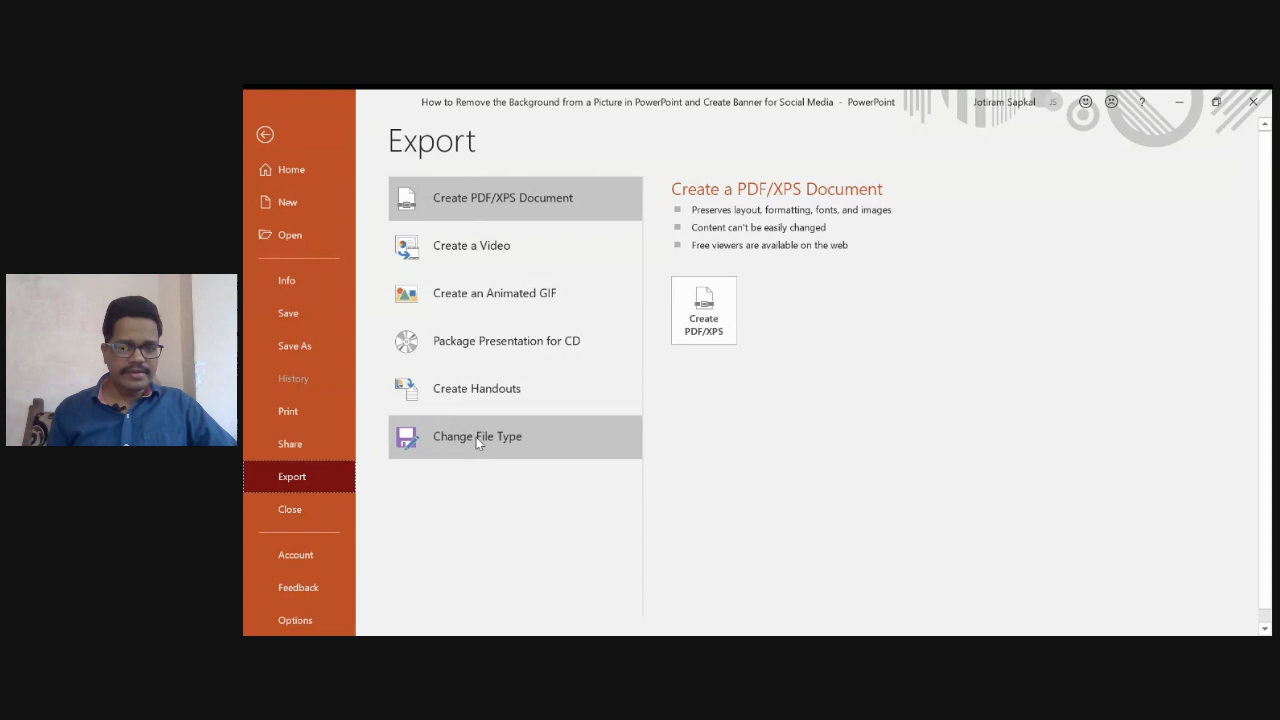 How to Remove the Background from a Picture in PowerPoint and Create Banner for Social Media - PowerPoint
Jotiram Sapkal
JS
?
Export
Home
New
Open
Info
Save
Save As
History
Print
Share
Export
Close
Account
Feedback
Options
Create PDF/XPS Document
Create a Video
Create an Animated GIF
Package Presentation for CD
Create Handouts
Change File Type
Create a PDF/XPS Document
Preserves layout, formatting, fonts, and images
Content can't be easily changed
Free viewers are available on the web
Create
PDF/XPS